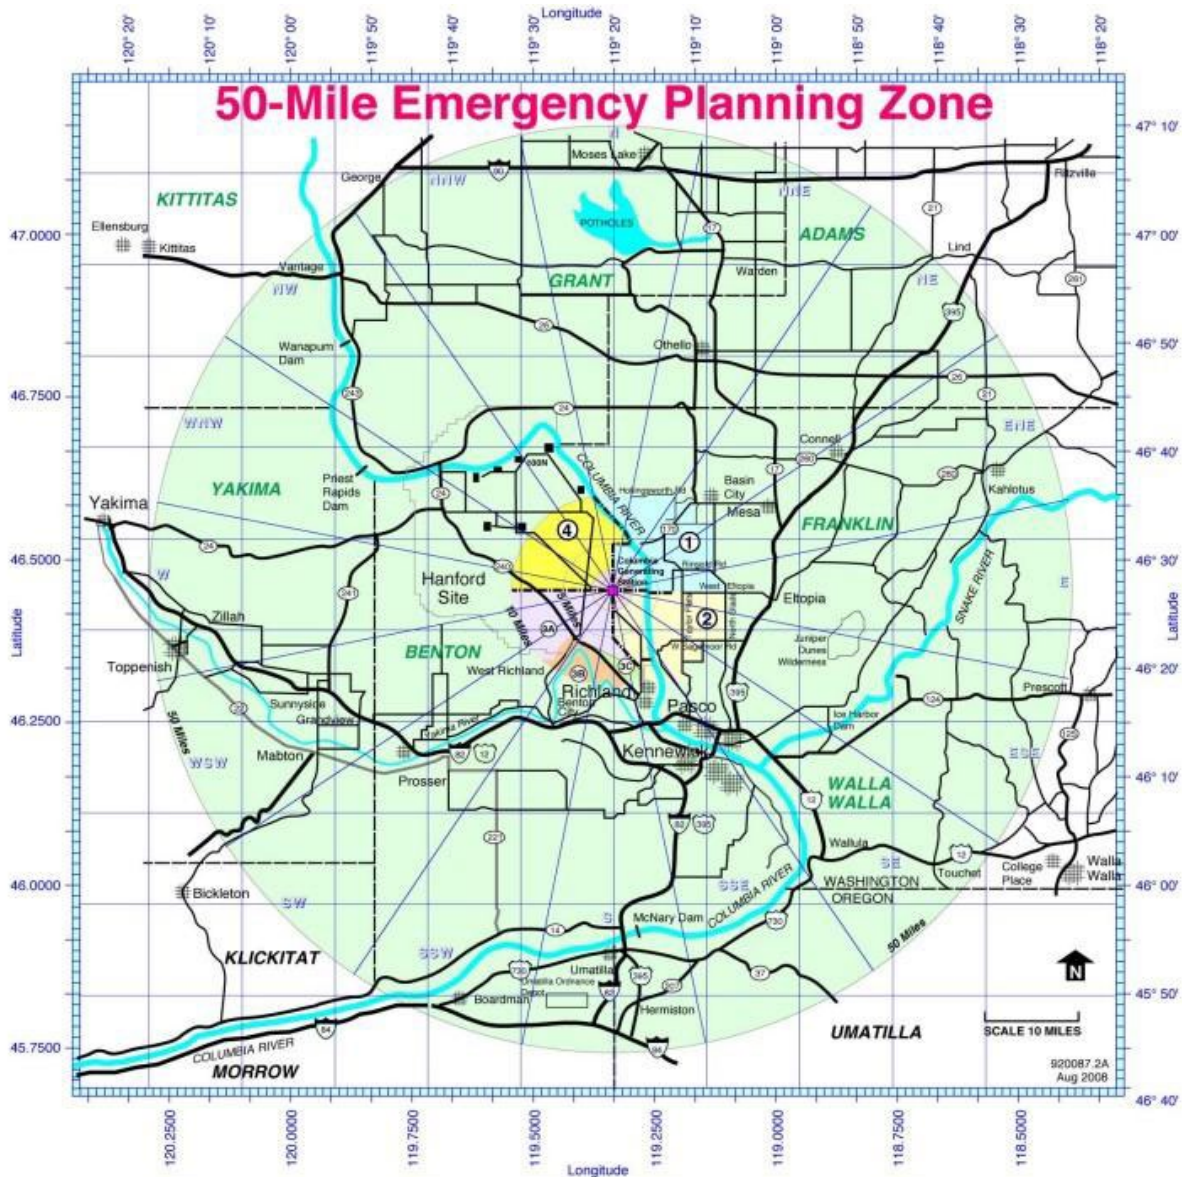 Longitude
120° 20'
120° 10'
120° 00'
119° 50'
119° 40'
119° 30'
119° 20'
119° 10'
119° 00'
118° 50'
118° 40'
118° 30'
118° 20'
50-Mile Emergency Planning Zone
47° 10'
N
Moses Lake
George
90
NNW
NNE
Ritzville
KITTITAS
21
POTHOLES
17
Ellensburg
Kittitas
47.0000
ADAMS
47° 00'
Lind
Vantage
Warden
NW
GRANT
NE
261
395
26
Wanapum
Dam
Othello
46° 50'
26
243
21
46.7500
24
WNW
ENE
Connell
260
17
46° 40'
600N
COLUMBIA RIVER
Priest
Rapids
Dam
YAKIMA
24
Basin
City
Mesa
260
Kahlotus
Hollingsworth Rd
Yakima
FRANKLIN
4
170
1
24
46.5000
46° 30'
Columbia
Generating
Station
Ringold Rd
240
Hanford
Site
W
E
West Eltopia
Eltopia
SNAKE RIVER
241
10 Miles
5 Miles
Taylor Flats
North Glade
2
Zillah
3A
Latitude
Latitude
Juniper
Dunes
Wilderness
BENTON
W Sagemoor Rd
Toppenish
West Richland
3B
3C
46° 20'
Richland
395
Prescott
124
Sunnyside
Grandview
22
Benton
City
Pasco
46.2500
50 Miles
Yakima River
Ice Harbor
Dam
125
Mabton
82
12
Kennewick
WSW
ESE
Prosser
46° 10'
WALLA
WALLA
12
82
395
221
Wallula
12
SE
Touchet
College
Place
Walla
Walla
46.0000
WASHINGTON
OREGON
46° 00'
Bickleton
SSE
COLUMBIA RIVER
SW
S
McNary Dam
14
730
50 Miles
KLICKITAT
SSW
730
Umatilla
395
37
207
N
Umatilla Ordnance
Depot
82
Boardman
Hermiston
45° 50'
84
SCALE 10 MILES
UMATILLA
45.7500
COLUMBIA RIVER
84
MORROW
920087.2A
Aug 2008
46° 40'
120.2500
120.0000
119.7500
119.5000
119.2500
119.0000
118.7500
118.5000
Longitude